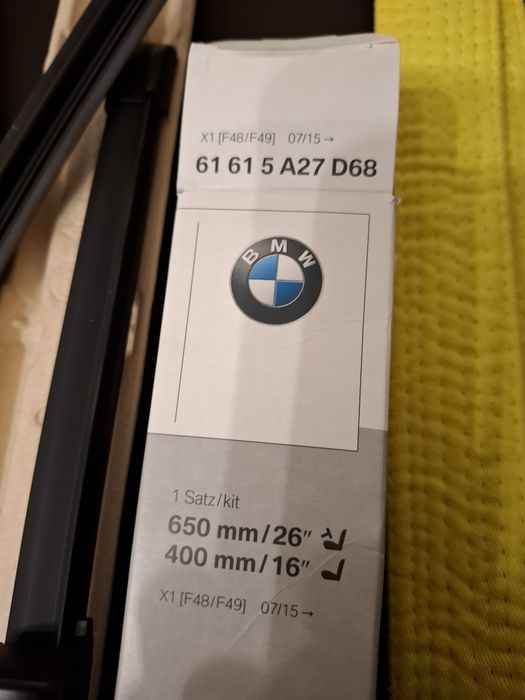 X1 [F48/F49] 07/15→
61 61 5 A27 D68
BMW
1 Satz/kit
650 mm/26″
400 mm/16″
X1 [F48/F49] 07/15→